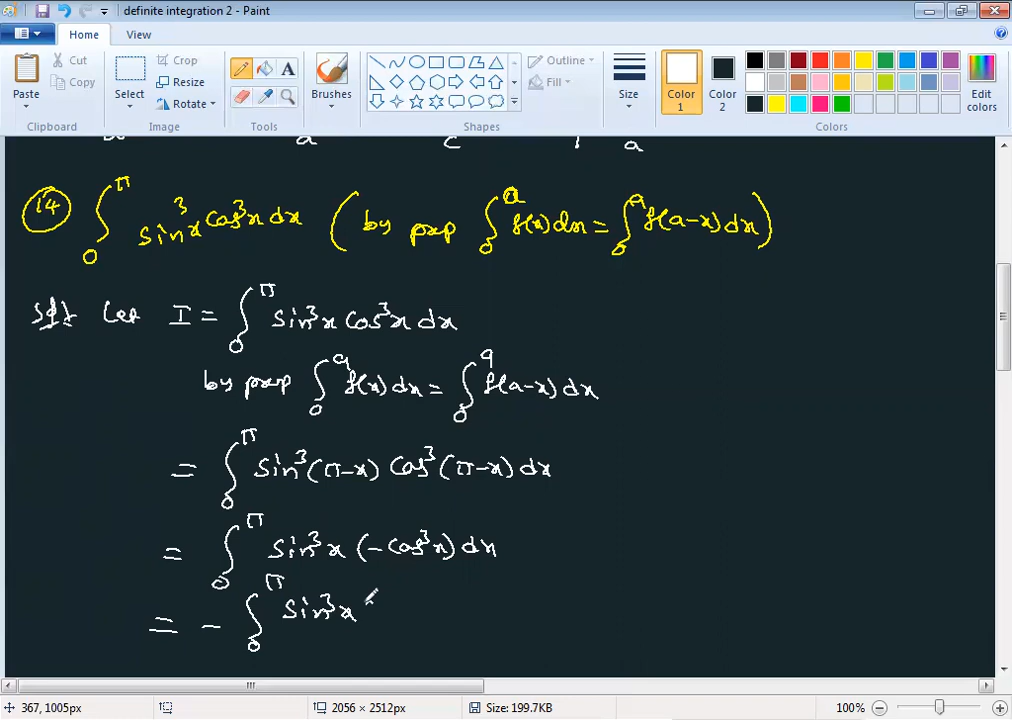 definite integration 2 - Paint
Home View
Paste Cut Copy Select Crop Resize Rotate Brushes Outline Fill Size Color 1 Color 2 Edit colors
Clipboard Image Tools Shapes Colors
a c a
14 ∫₀^π sin³x cos³x dx (by prop ∫₀^a f(x)dx = ∫₀^a f(a-x)dx)
Sol Let I = ∫₀^π sin³x cos³x dx
by prop ∫₀^a f(x)dx = ∫₀^a f(a-x)dx
= ∫₀^π sin³(π-x) cos³(π-x)dx
= ∫₀^π sin³x (-cos³x)dx
= - ∫₀^π sin³x
367, 1005px 2056 × 2512px Size: 199.7KB 100%